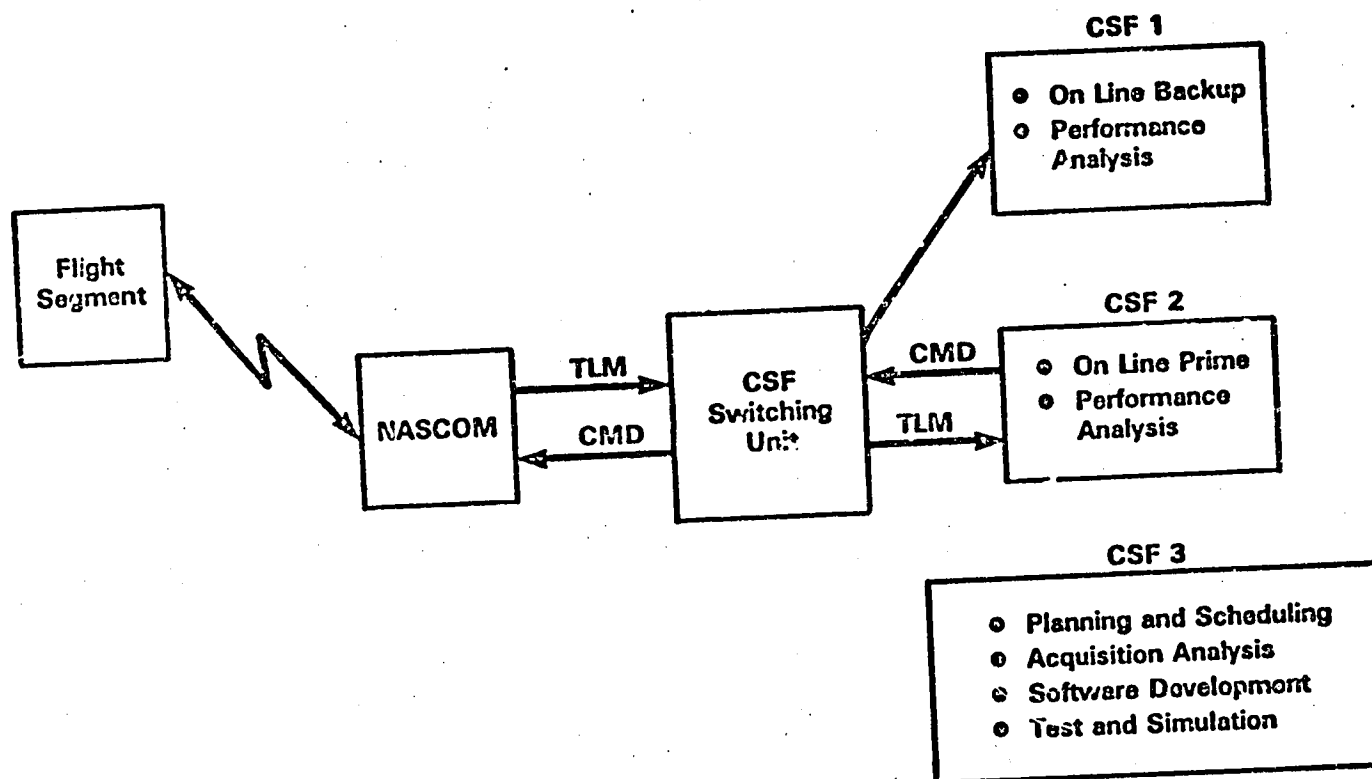 CSF 1
On Line Backup
Performance
Analysis
Flight
Segment
CSF 2
TLM
CMD
NASCOM
CSF
Switching
Unit
CMD
TLM
On Line Prime
Performance
Analysis
CSF 3
Planning and Scheduling
Acquisition Analysis
Software Development
Test and Simulation